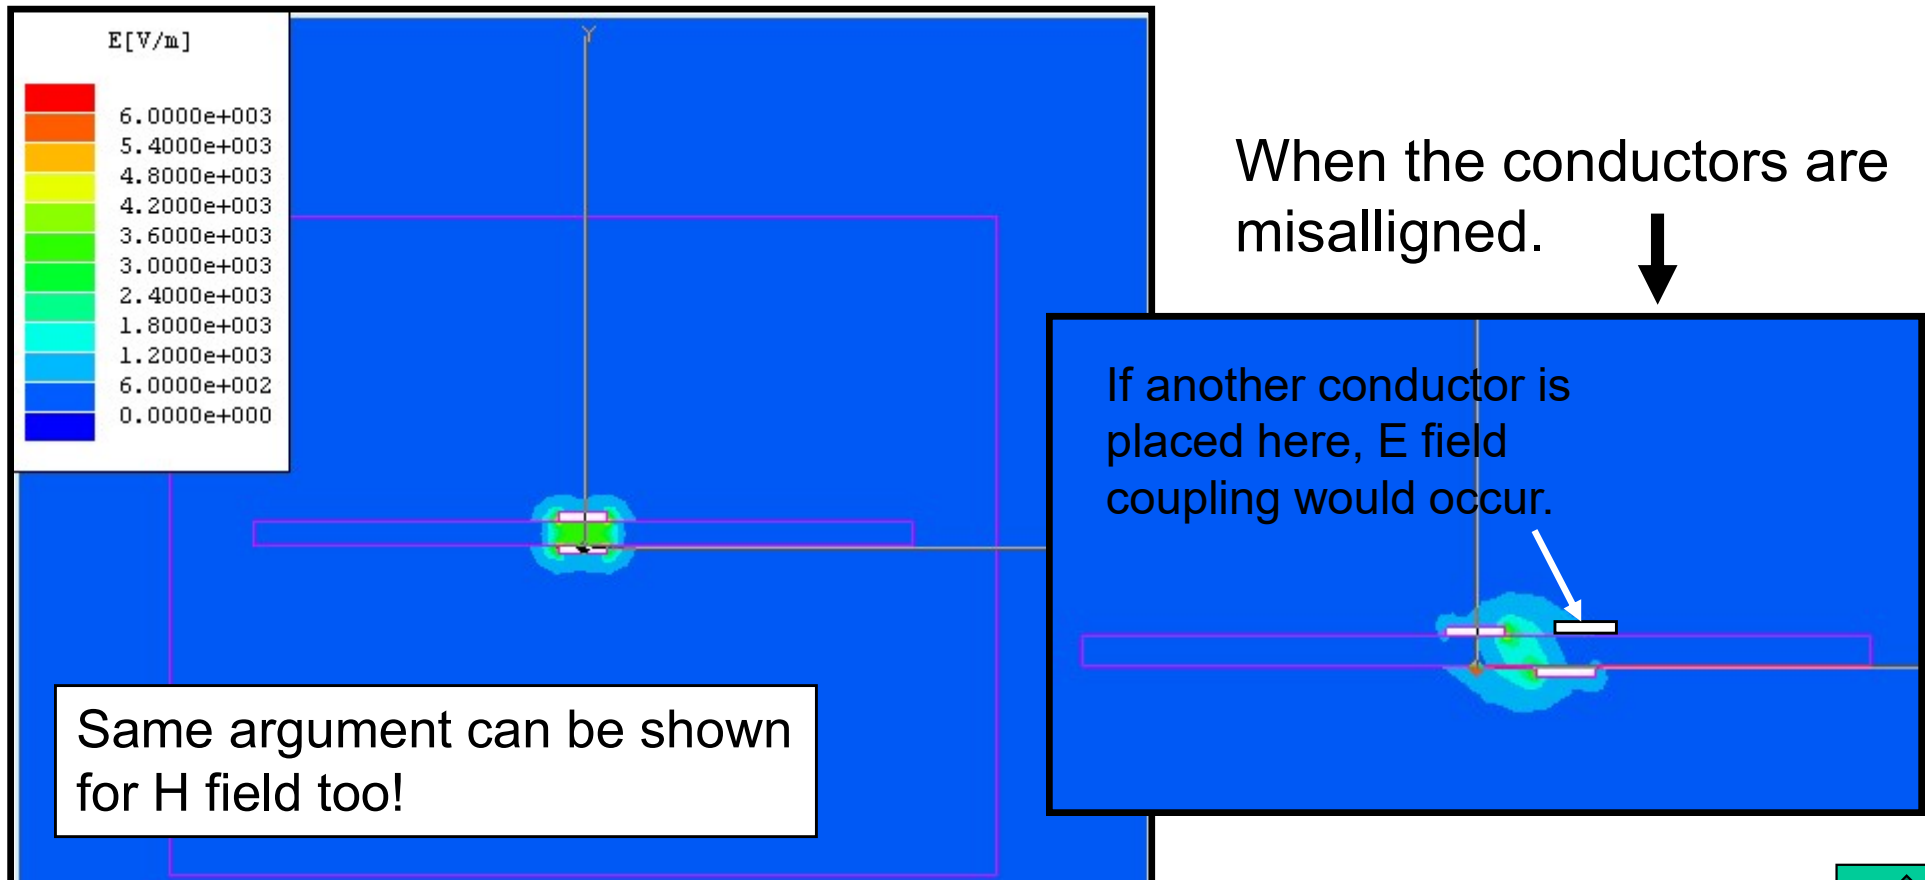 E[V/m]
6.0000e+003
5.4000e+003
4.8000e+003
4.2000e+003
3.6000e+003
3.0000e+003
2.4000e+003
1.8000e+003
1.2000e+003
6.0000e+002
0.0000e+000
Y
When the conductors are
misalligned.
If another conductor is
placed here, E field
coupling would occur.
Same argument can be shown
for H field too!